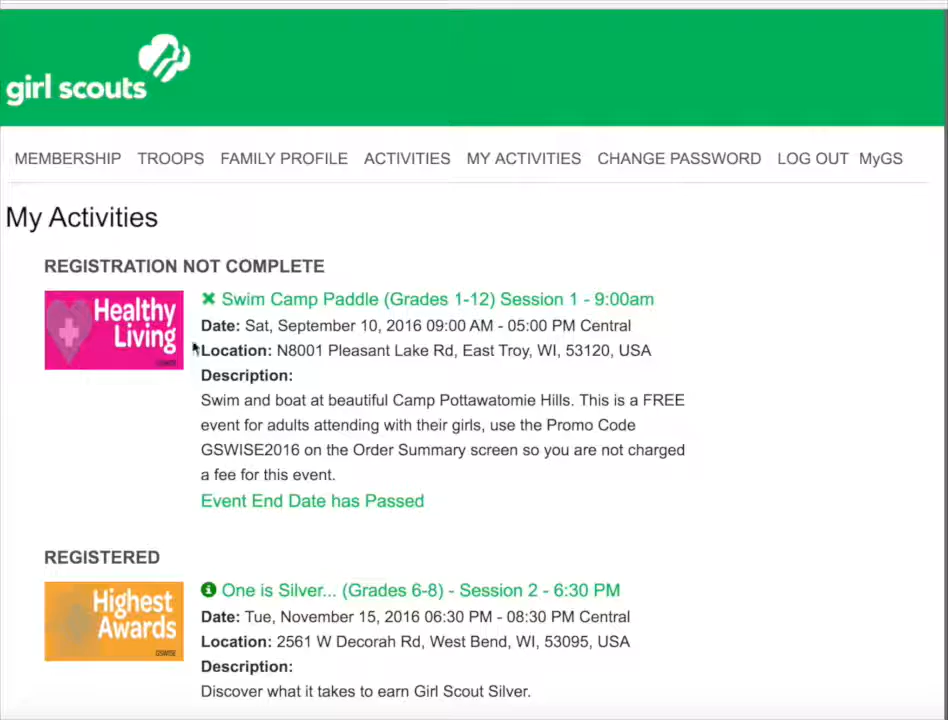 girl scouts
MEMBERSHIP TROOPS FAMILY PROFILE ACTIVITIES MY ACTIVITIES CHANGE PASSWORD LOG OUT MyGS
My Activities
REGISTRATION NOT COMPLETE
Healthy
Living
GSWISE
Swim Camp Paddle (Grades 1-12) Session 1 - 9:00am
Date: Sat, September 10, 2016 09:00 AM - 05:00 PM Central
Location: N8001 Pleasant Lake Rd, East Troy, WI, 53120, USA
Description:
Swim and boat at beautiful Camp Pottawatomie Hills. This is a FREE
event for adults attending with their girls, use the Promo Code
GSWISE2016 on the Order Summary screen so you are not charged
a fee for this event.
Event End Date has Passed
REGISTERED
Highest
Awards
GSWISE
One is Silver... (Grades 6-8) - Session 2 - 6:30 PM
Date: Tue, November 15, 2016 06:30 PM - 08:30 PM Central
Location: 2561 W Decorah Rd, West Bend, WI, 53095, USA
Description:
Discover what it takes to earn Girl Scout Silver.